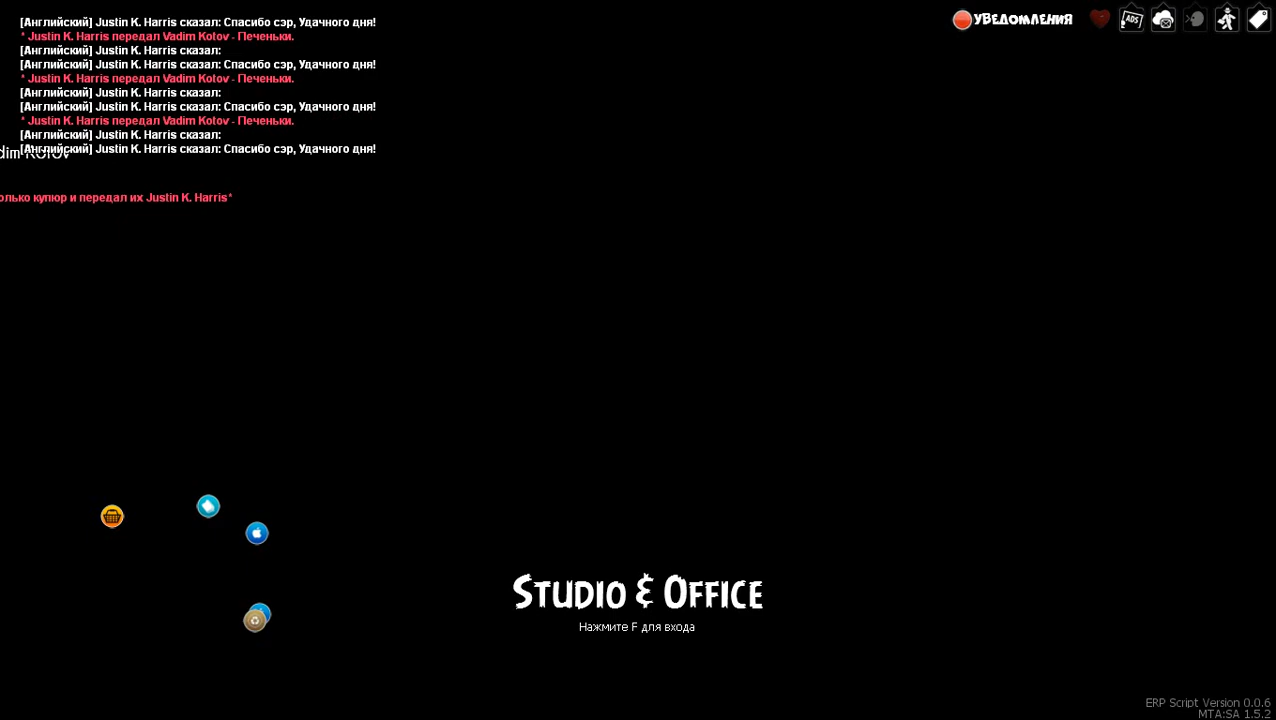 [Английский] Justin K. Harris сказал: Спасибо сэр, Удачного дня!
* Justin K. Harris передал Vadim Kotov - Печеньки.
[Английский] Justin K. Harris сказал:
[Английский] Justin K. Harris сказал: Спасибо сэр, Удачного дня!
* Justin K. Harris передал Vadim Kotov - Печеньки.
[Английский] Justin K. Harris сказал:
[Английский] Justin K. Harris сказал: Спасибо сэр, Удачного дня!
* Justin K. Harris передал Vadim Kotov - Печеньки.
[Английский] Justin K. Harris сказал:
[Английский] Justin K. Harris сказал: Спасибо сэр, Удачного дня!
dim Kotov
олько купюр и передал их Justin K. Harris*
УВЕДОМЛЕНИЯ
ADS
STUDIO & OFFICE
Нажмите F для входа
ERP Script Version 0.0.6
MTA:SA 1.5.2